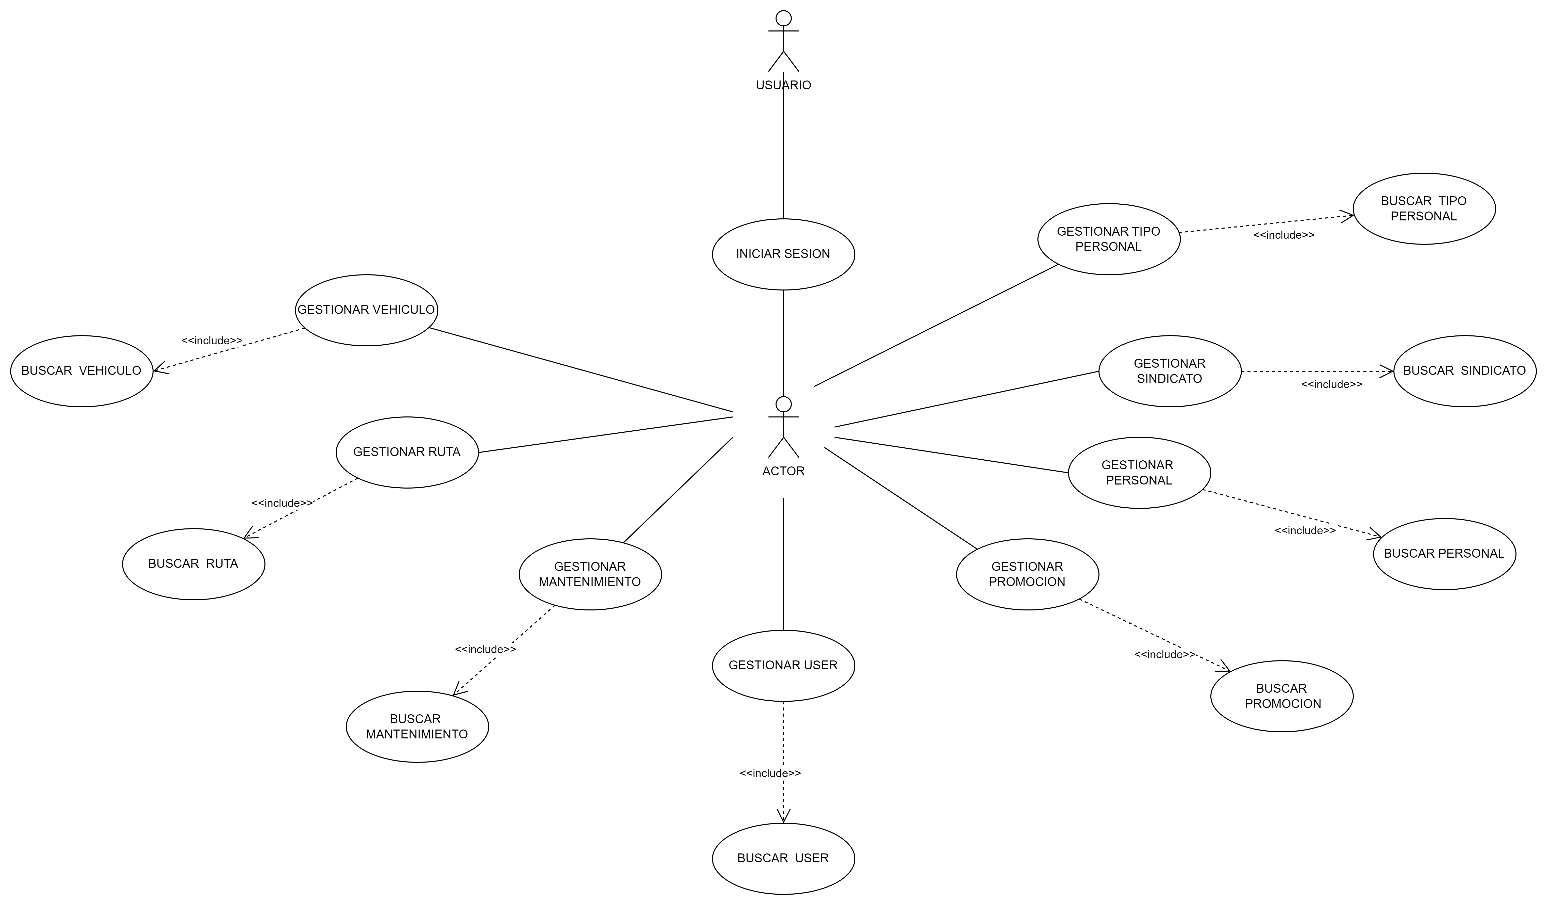 USUARIO
BUSCAR  TIPO
PERSONAL
GESTIONAR TIPO
PERSONAL
<<include>>
INICIAR SESION
GESTIONAR VEHICULO
<<include>>
BUSCAR  VEHICULO
GESTIONAR
SINDICATO
<<include>>
BUSCAR  SINDICATO
GESTIONAR RUTA
<<include>>
BUSCAR  RUTA
ACTOR
GESTIONAR
PERSONAL
<<include>>
BUSCAR PERSONAL
GESTIONAR
MANTENIMIENTO
<<include>>
BUSCAR
MANTENIMIENTO
GESTIONAR
PROMOCION
<<include>>
BUSCAR
PROMOCION
GESTIONAR USER
<<include>>
BUSCAR  USER